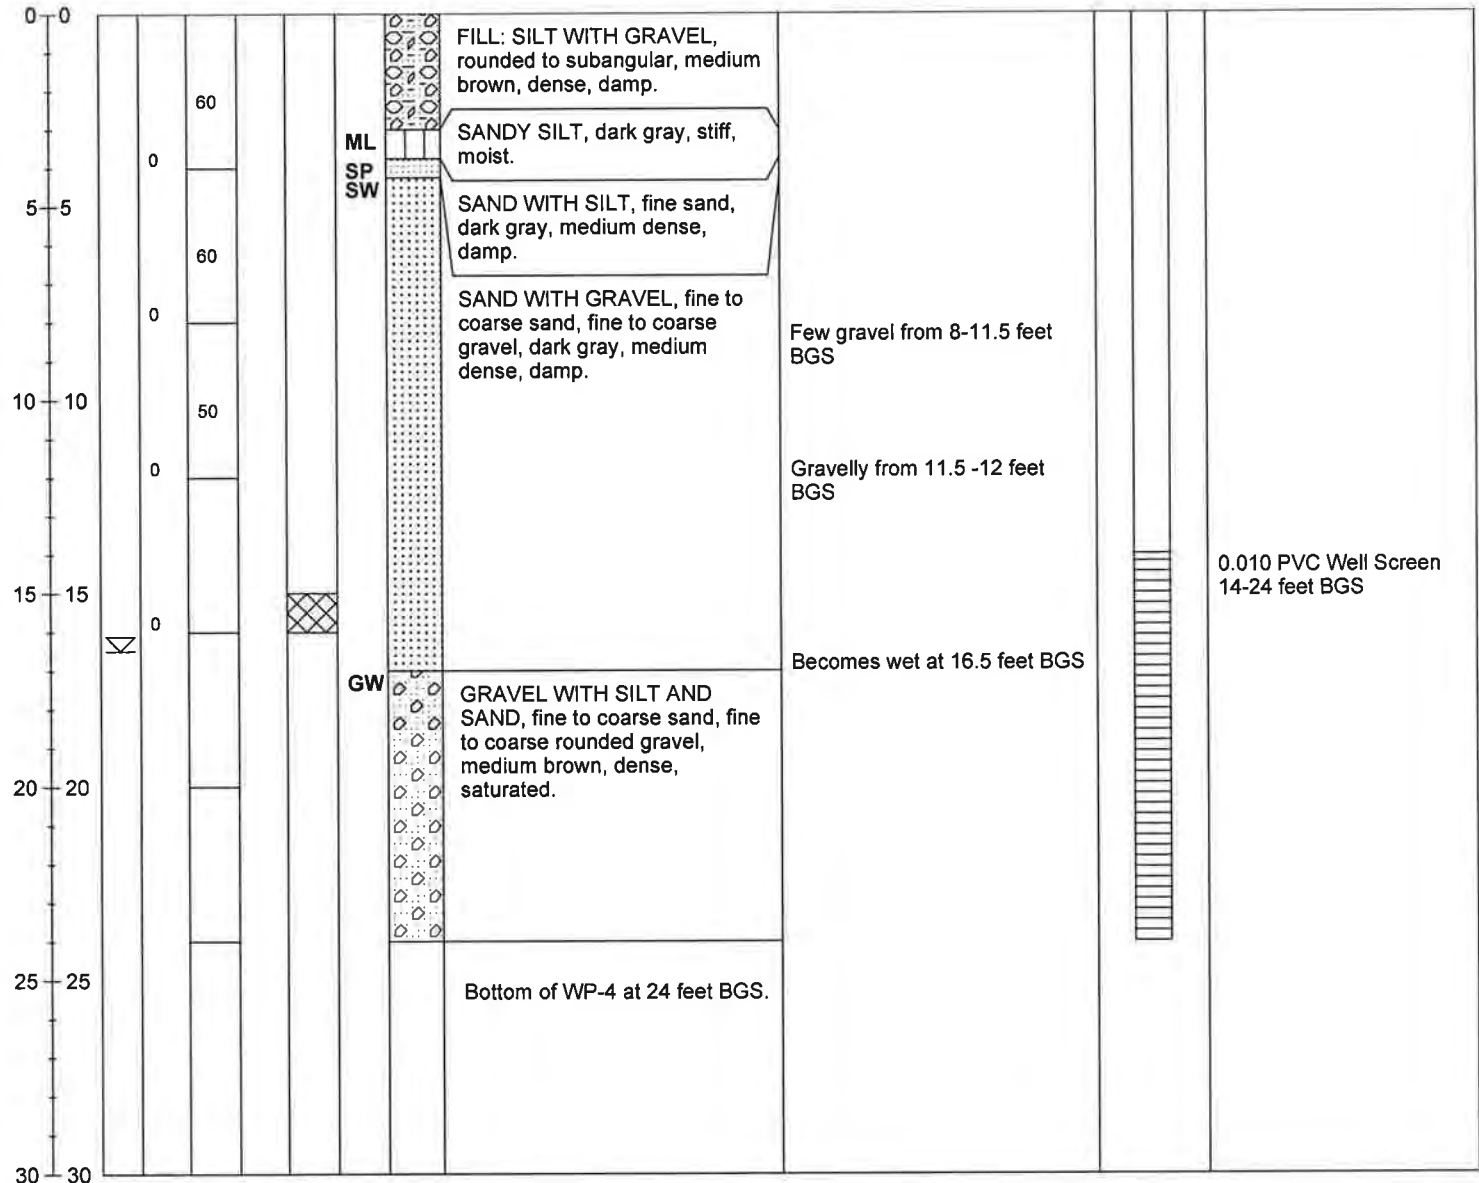 0 0
FILL: SILT WITH GRAVEL,
rounded to subangular, medium
brown, dense, damp.
60
ML
SANDY SILT, dark gray, stiff,
moist.
0
SP
SW
5 5
SAND WITH SILT, fine sand,
dark gray, medium dense,
damp.
60
SAND WITH GRAVEL, fine to
coarse sand, fine to coarse
gravel, dark gray, medium
dense, damp.
0
Few gravel from 8-11.5 feet
BGS
10 10
50
0
Gravelly from 11.5 -12 feet
BGS
0.010 PVC Well Screen
14-24 feet BGS
15 15
0
Becomes wet at 16.5 feet BGS
GW
GRAVEL WITH SILT AND
SAND, fine to coarse sand, fine
to coarse rounded gravel,
medium brown, dense,
saturated.
20 20
25 25
Bottom of WP-4 at 24 feet BGS.
30 30